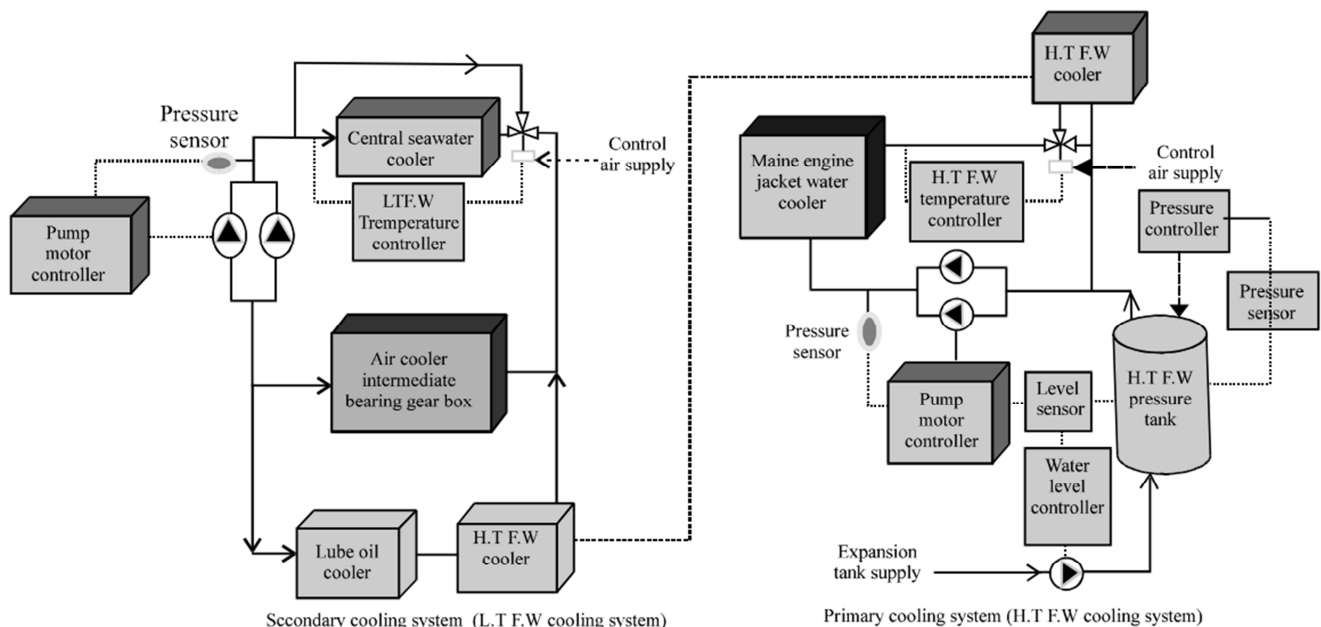 H.T F.W
cooler
Pressure
sensor
Central seawater
cooler
Control
air supply
Maine engine
jacket water
cooler
H.T F.W
temperature
controller
Control
air supply
LTF.W
Tremperature
controller
Pump
motor
controller
Pressure
controller
Pressure
sensor
Pressure
sensor
Air cooler
intermediate
bearing gear box
H.T F.W
pressure
tank
Level
sensor
Pump
motor
controller
Water
level
controller
Lube oil
cooler
H.T F.W
cooler
Expansion
tank supply
Sccondary cooling system (L.T F.W cooling system)
Primary cooling system (H.T F.W cooling system)